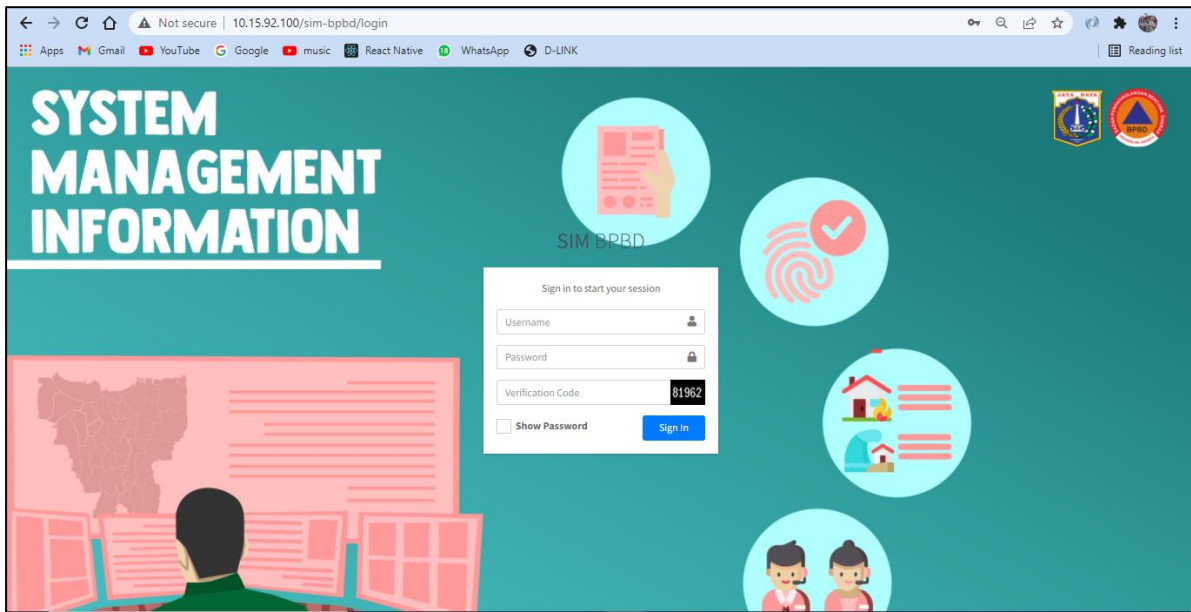 Not secure | 10.15.92.100/sim-bpbd/login
Apps Gmail YouTube Google music React Native WhatsApp D-LINK Reading list
SYSTEM
MANAGEMENT
INFORMATION
JAYA RAYA
BPBD
SIM BPBD
Sign in to start your session
Username
Password
Verification Code 81962
Show Password Sign In